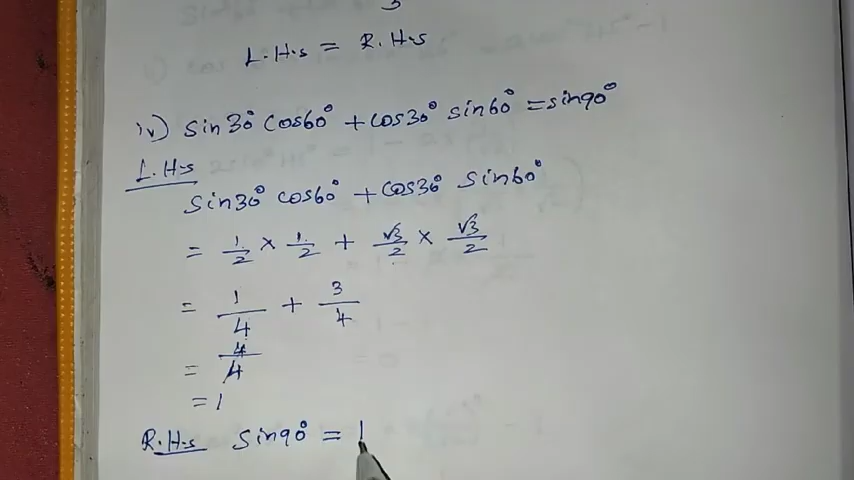 3
L.H.s = R.H.s
iv) sin30° cos60° + cos30° sin60° = sin90°
L.H.s
sin30° cos60° + cos30° sin60°
= 1/2 × 1/2 + √3/2 × √3/2
= 1/4 + 3/4
= 4/4
= 1
R.H.s sin90° = 1